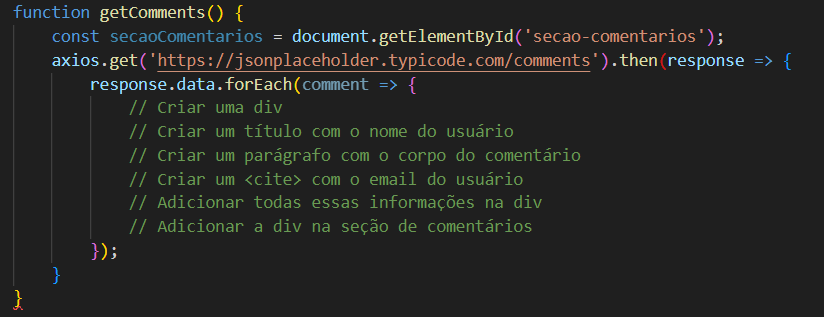 function getComments() {
const secaoComentarios = document.getElementById('secao-comentarios');
axios.get('https://jsonplaceholder.typicode.com/comments').then(response => {
response.data.forEach(comment => {
// Criar uma div
// Criar um título com o nome do usuário
// Criar um parágrafo com o corpo do comentário
// Criar um <cite> com o email do usuário
// Adicionar todas essas informações na div
// Adicionar a div na seção de comentários
});
}
}